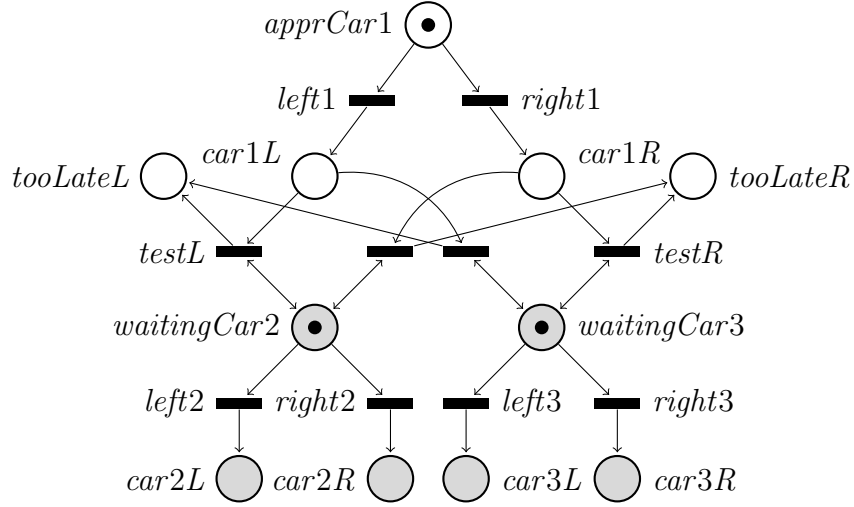 apprCar1
left1 right1
car1L car1R
tooLateL tooLateR
testL testR
waitingCar2 waitingCar3
left2 right2 left3 right3
car2L car2R car3L car3R